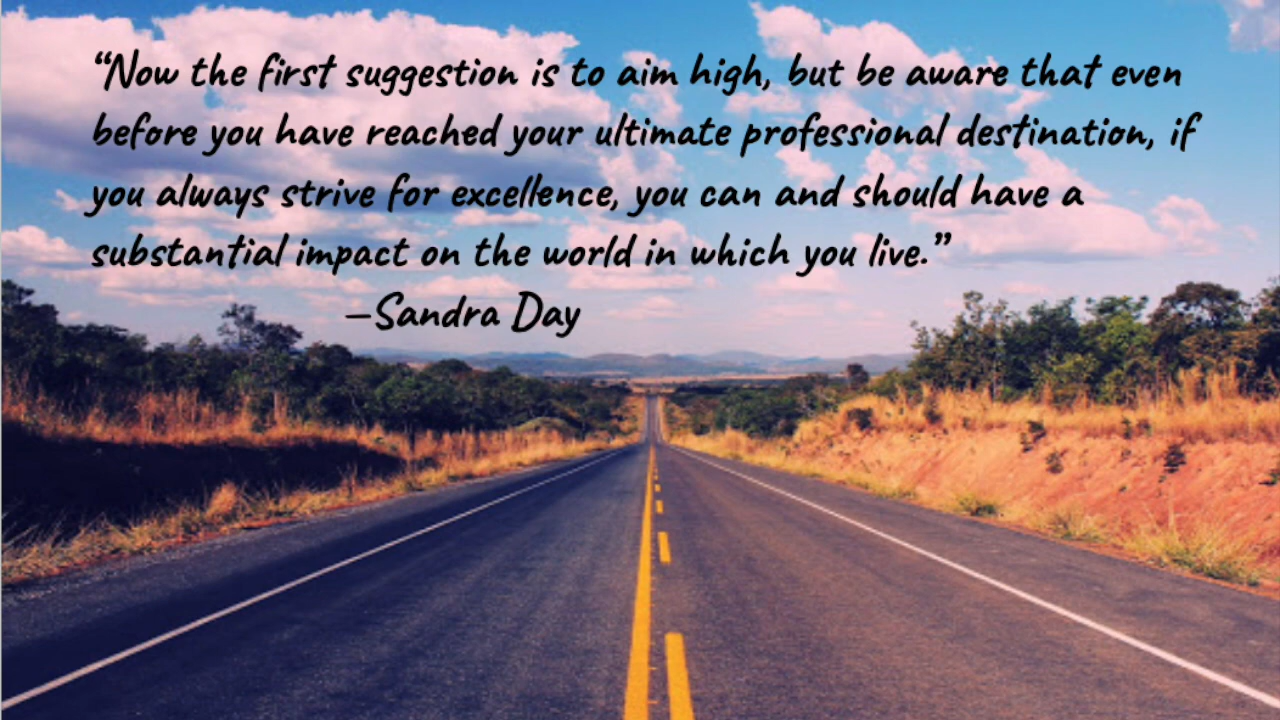 “Now the first suggestion is to aim high, but be aware that even
before you have reached your ultimate professional destination, if
you always strive for excellence, you can and should have a
substantial impact on the world in which you live.”
—Sandra Day